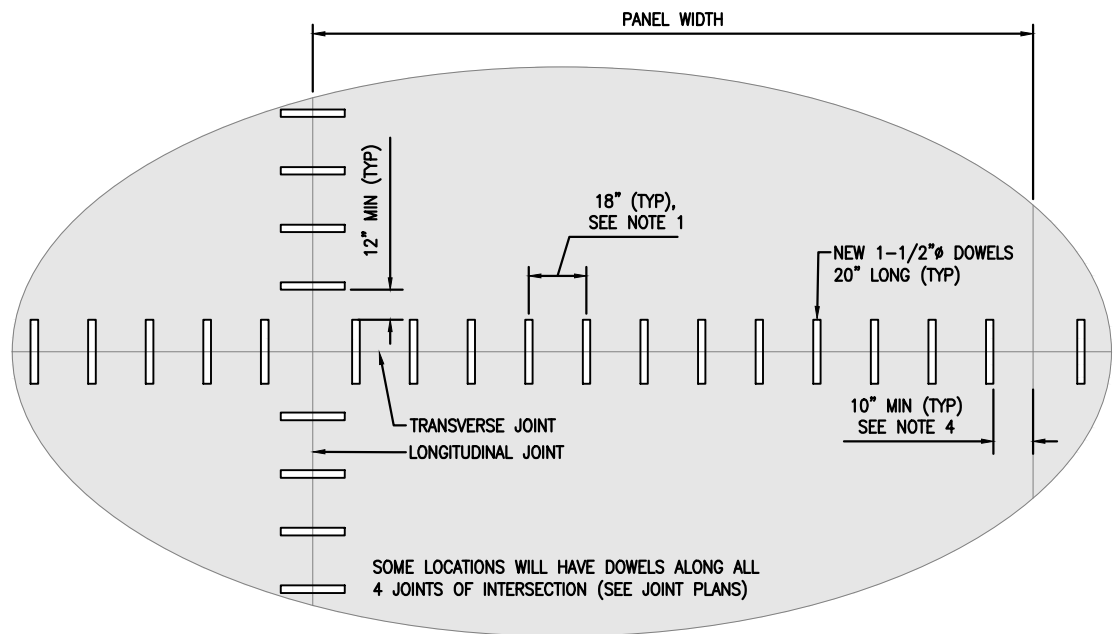 PANEL WIDTH
12” MIN (TYP)
18” (TYP),
SEE NOTE 1
NEW 1-1/2”ø DOWELS
20” LONG (TYP)
10” MIN (TYP)
SEE NOTE 4
TRANSVERSE JOINT
LONGITUDINAL JOINT
SOME LOCATIONS WILL HAVE DOWELS ALONG ALL
4 JOINTS OF INTERSECTION (SEE JOINT PLANS)